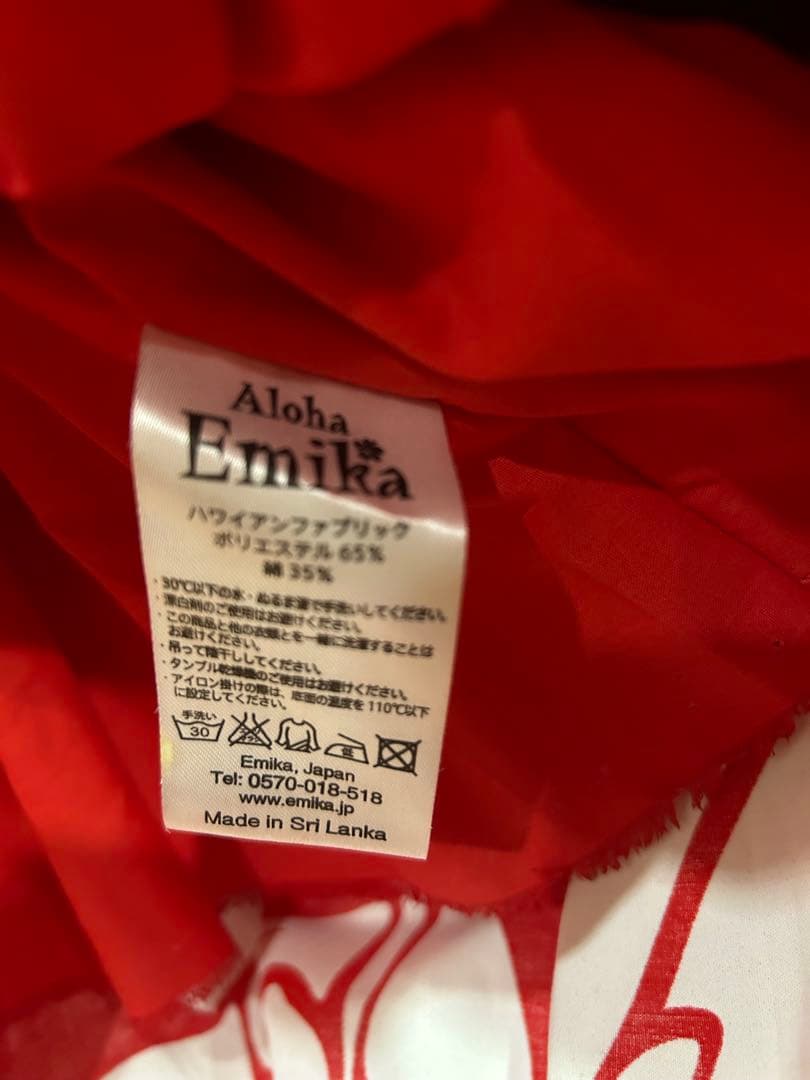 Aloha
Emika
ハワイアンファブリック
ポリエステル 65%
綿 35%
・30℃以下の水・ぬるま湯で手洗いしてください。
・漂白剤のご使用はお避けください。
・この商品と他の衣類とを一緒に洗濯することは
お避けください。
・吊って陰干ししてください。
・タンブル乾燥機のご使用はお避けください。
・アイロン掛けの際は、底面の温度を110℃以下
に設定してください。
手洗い
30
低
Emika, Japan
Tel: 0570-018-518
www.emika.jp
Made in Sri Lanka